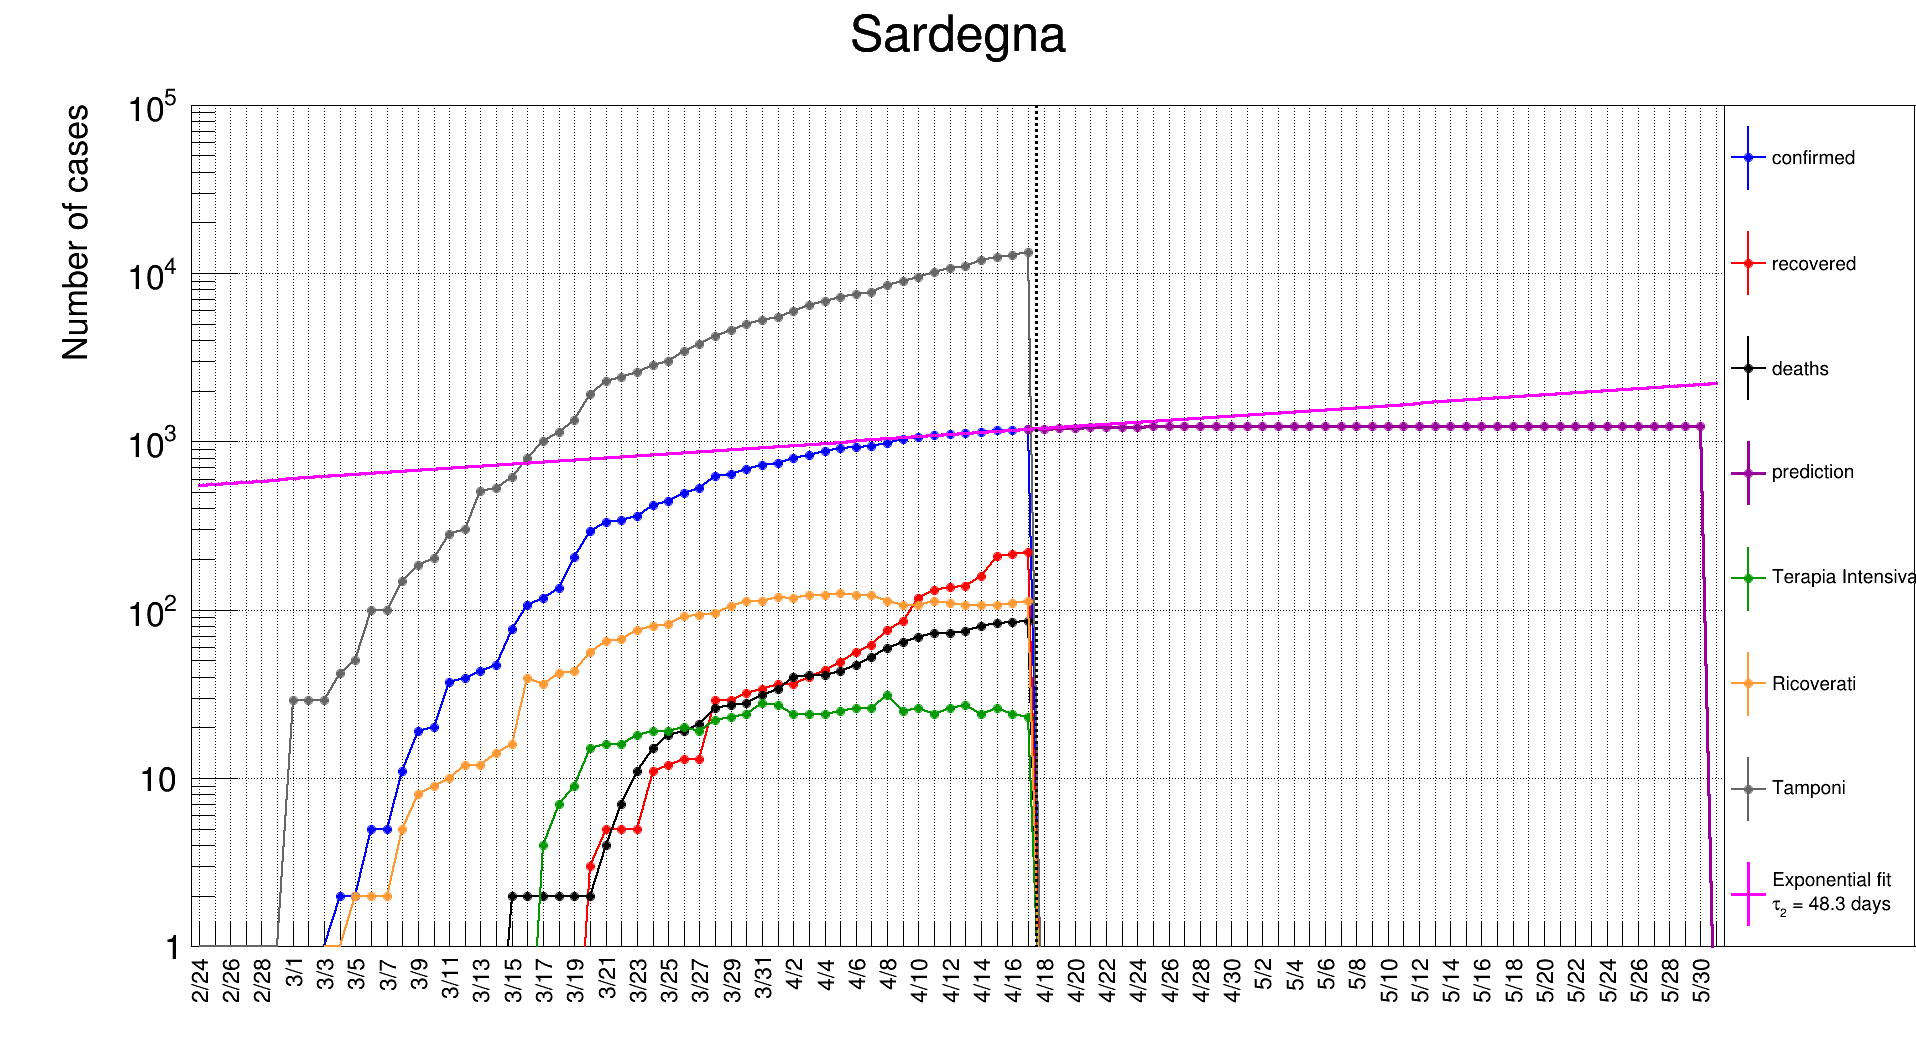 Sardegna
Number of cases
10^5
10^4
10^3
10^2
10
1
2/24 2/26 2/28 3/1 3/3 3/5 3/7 3/9 3/11 3/13 3/15 3/17 3/19 3/21 3/23 3/25 3/27 3/29 3/31 4/2 4/4 4/6 4/8 4/10 4/12 4/14 4/16 4/18 4/20 4/22 4/24 4/26 4/28 4/30 5/2 5/4 5/6 5/8 5/10 5/12 5/14 5/16 5/18 5/20 5/22 5/24 5/26 5/28 5/30
confirmed
recovered
deaths
prediction
Terapia Intensiva
Ricoverati
Tamponi
Exponential fit
τ₂ = 48.3 days